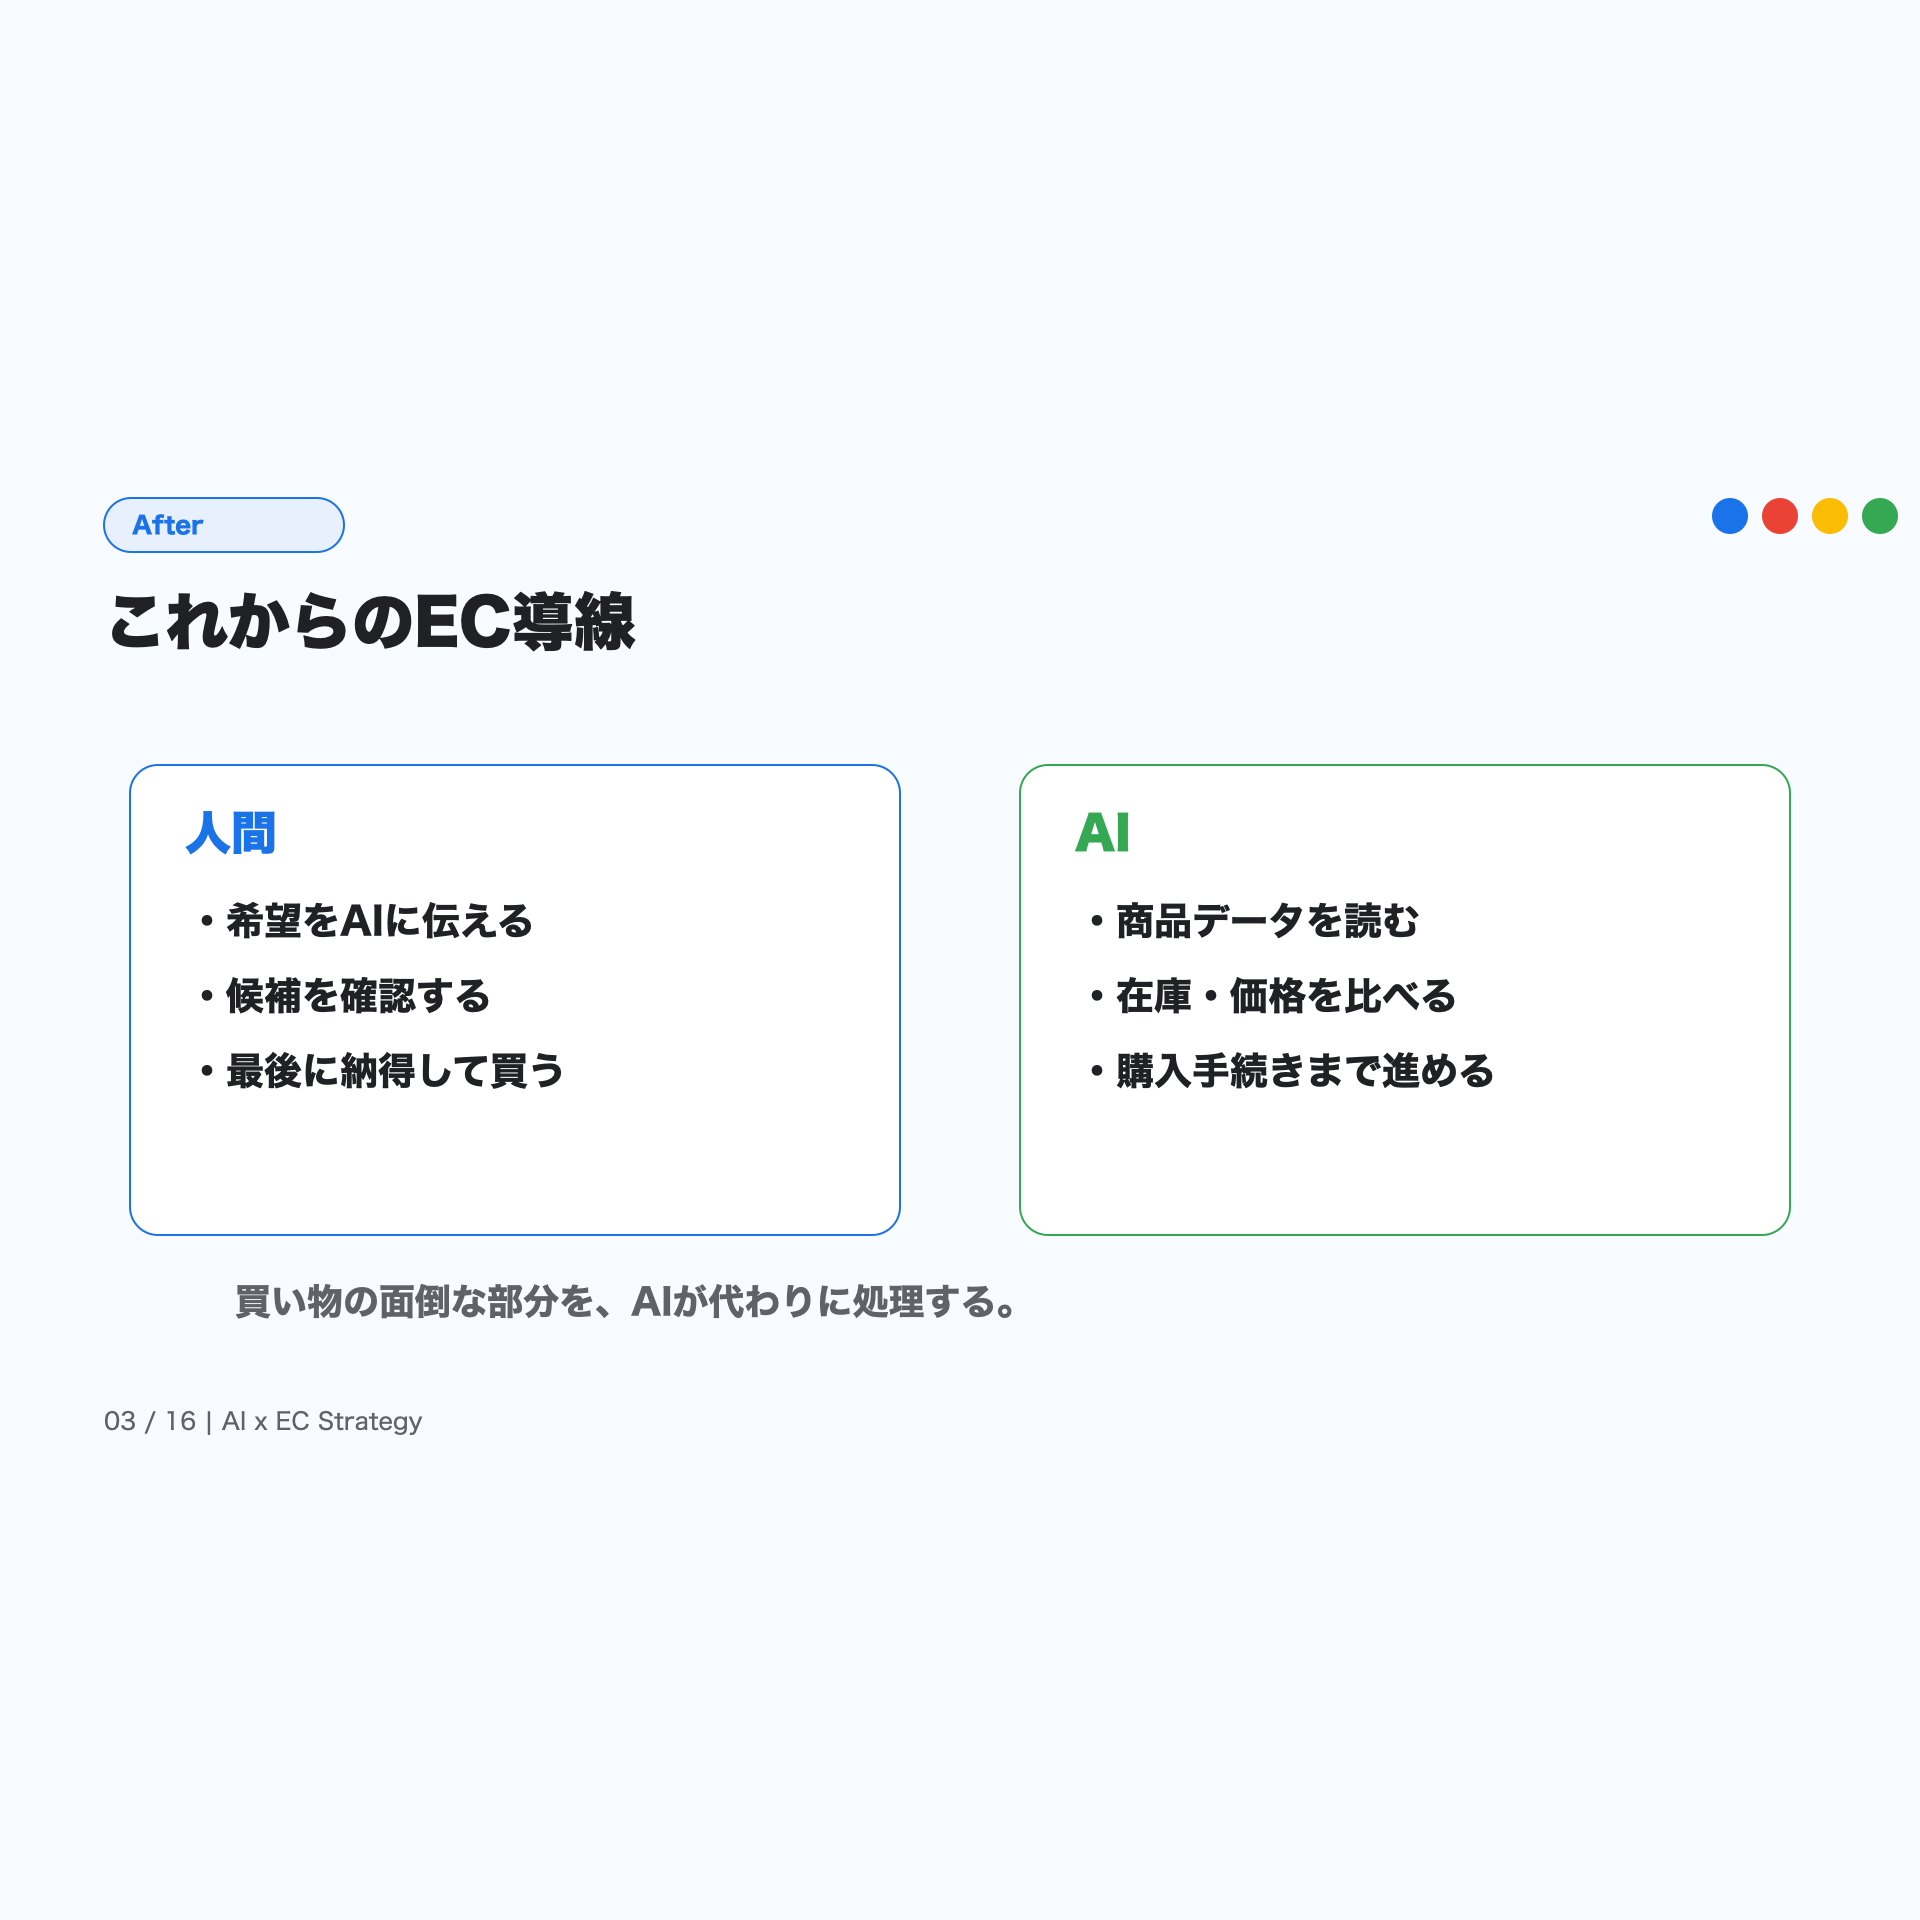 After
これからのEC導線
人間
・希望をAIに伝える
・候補を確認する
・最後に納得して買う
AI
・商品データを読む
・在庫・価格を比べる
・購入手続きまで進める
買い物の面倒な部分を、AIが代わりに処理する。
03 / 16 | AI x EC Strategy